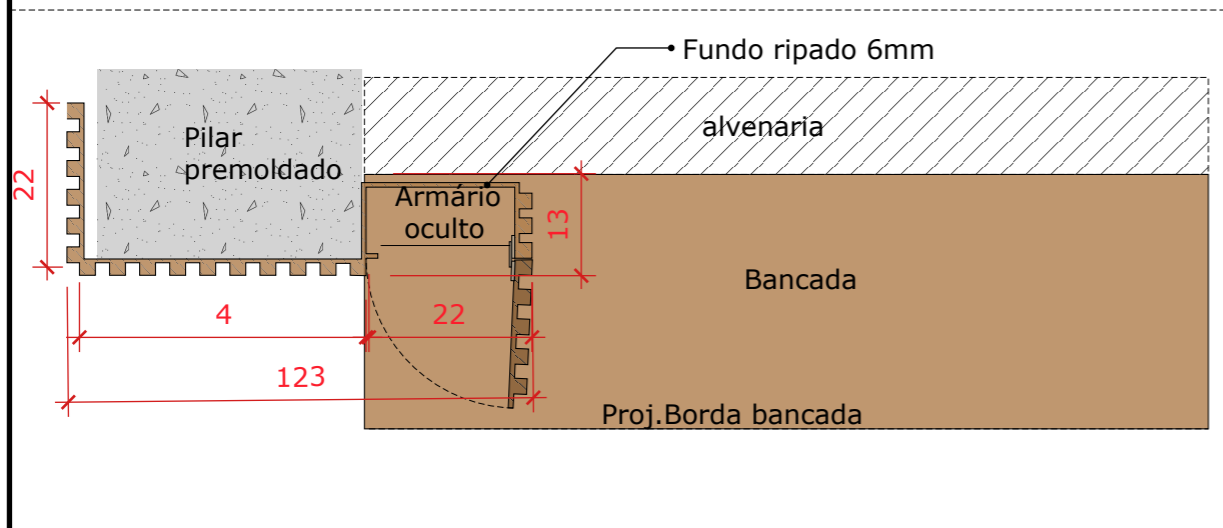 Fundo ripado 6mm
alvenaria
Pilar
premoldado
22
Armário
oculto
13
Bancada
4
22
123
Proj.Borda bancada